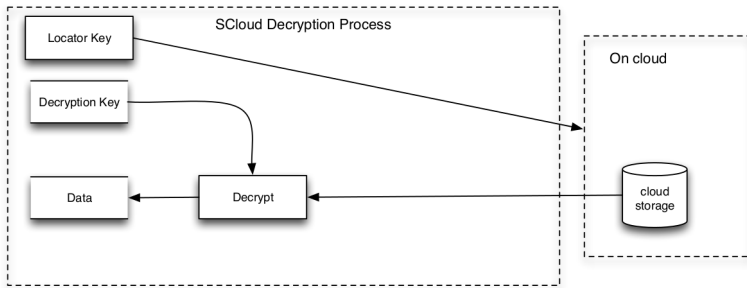 SCloud Decryption Process
Locator Key
On cloud
Decryption Key
Data
Decrypt
cloud
storage